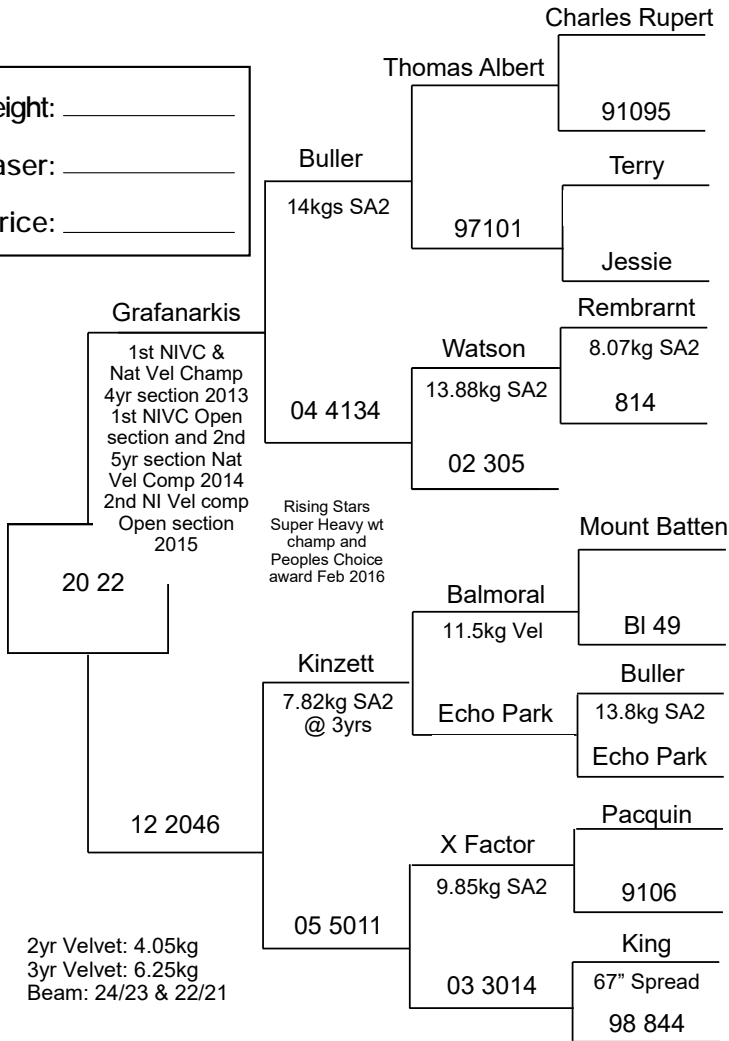 Charles Rupert
Thomas Albert
91095
Buller
14kgs SA2
Terry
97101
Jessie
Grafanarkis
1st NIVC &
Nat Vel Champ
4yr section 2013
1st NIVC Open
section and 2nd
5yr section Nat
Vel Comp 2014
2nd NI Vel comp
Open section
2015
Rembrarnt
8.07kg SA2
Watson
13.88kg SA2
814
04 4134
02 305
Rising Stars
Super Heavy wt
champ and
Peoples Choice
award Feb 2016
20 22
Mount Batten
Balmoral
11.5kg Vel
Bl 49
Kinzett
7.82kg SA2
@ 3yrs
Buller
13.8kg SA2
Echo Park
Echo Park
12 2046
Pacquin
X Factor
9.85kg SA2
9106
05 5011
King
67” Spread
03 3014
98 844
2yr Velvet: 4.05kg
3yr Velvet: 6.25kg
Beam: 24/23 & 22/21